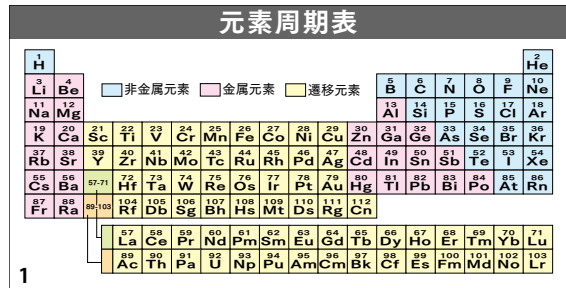 元素周期表
1 2
H He
非金属元素 金属元素 遷移元素
3 4 5 6 7 8 9 10
Li Be B C N O F Ne
11 12 13 14 15 16 17 18
Na Mg Al Si P S Cl Ar
19 20 21 22 23 24 25 26 27 28 29 30 31 32 33 34 35 36
K Ca Sc Ti V Cr Mn Fe Co Ni Cu Zn Ga Ge As Se Br Kr
37 38 39 40 41 42 43 44 45 46 47 48 49 50 51 52 53 54
Rb Sr Y Zr Nb Mo Tc Ru Rh Pd Ag Cd In Sn Sb Te I Xe
55 56 57-71 72 73 74 75 76 77 78 79 80 81 82 83 84 85 86
Cs Ba Hf Ta W Re Os Ir Pt Au Hg Tl Pb Bi Po At Rn
87 88 89-103 104 105 106 107 108 109 110 111 112
Fr Ra Rf Db Sg Bh Hs Mt Ds Rg Cn
57 58 59 60 61 62 63 64 65 66 67 68 69 70 71
La Ce Pr Nd Pm Sm Eu Gd Tb Dy Ho Er Tm Yb Lu
89 90 91 92 93 94 95 96 97 98 99 100 101 102 103
Ac Th Pa U Np Pu Am Cm Bk Cf Es Fm Md No Lr
1